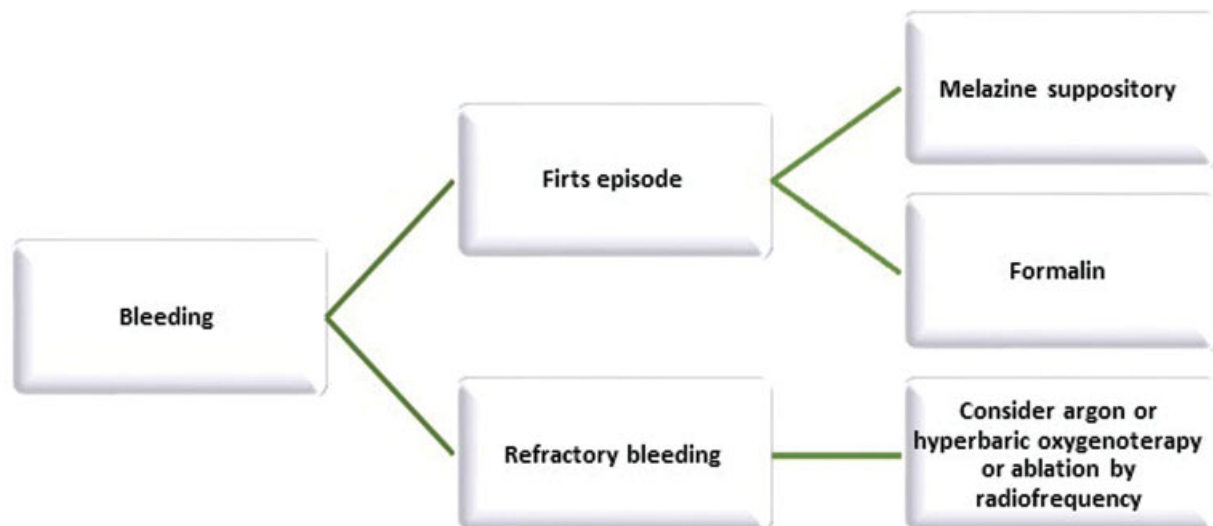 Bleeding
Firts episode
Melazine suppository
Formalin
Refractory bleeding
Consider argon or
hyperbaric oxygenoterapy
or ablation by
radiofrequency